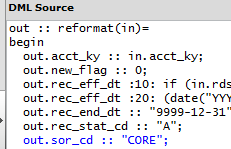 DML Source
out :: reformat(in)=
begin
out.acct_ky :: in.acct_ky;
out.new_flag :: 0;
out.rec_eff_dt :10: if (in.rds
out.rec_eff_dt :20: (date("YYY
out.rec_end_dt :: "9999-12-31"
out.rec_stat_cd :: "A";
out.sor_cd :: "CORE";